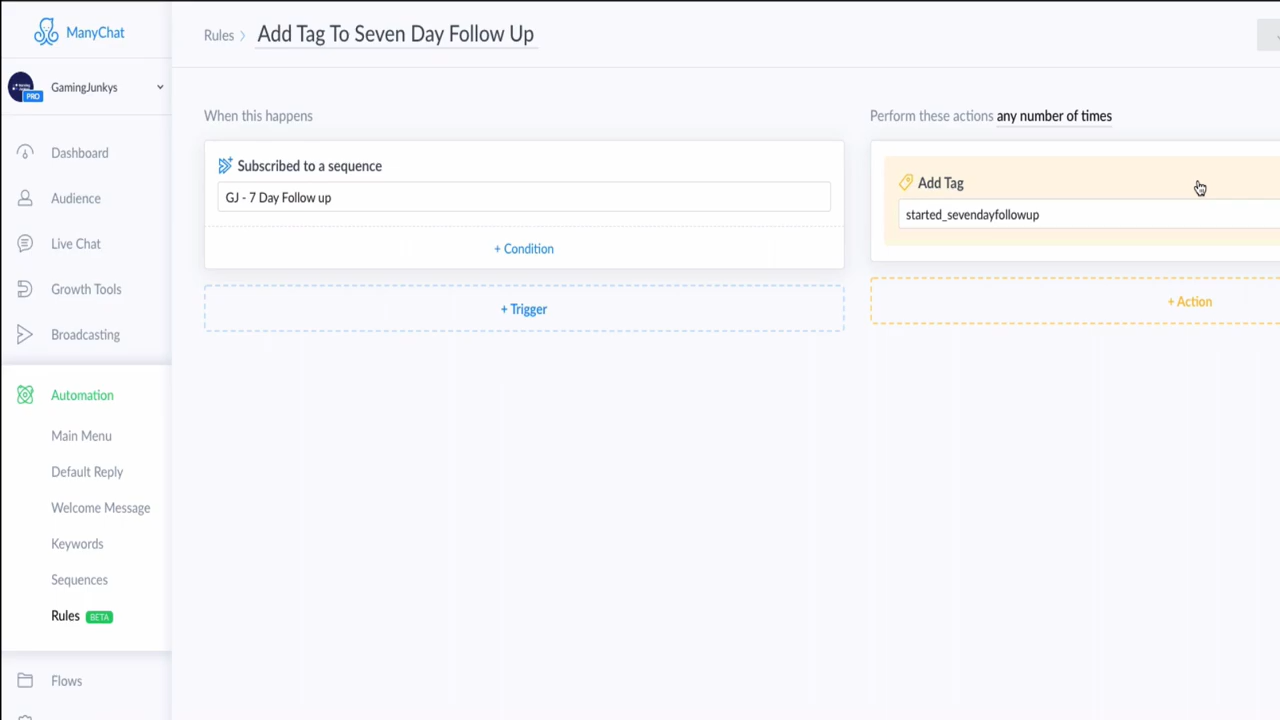 ManyChat
Rules > Add Tag To Seven Day Follow Up
PRO
GamingJunkys
When this happens
Perform these actions any number of times
Dashboard
Audience
Live Chat
Growth Tools
Broadcasting
Automation
Main Menu
Default Reply
Welcome Message
Keywords
Sequences
Rules BETA
Flows
Subscribed to a sequence
GJ - 7 Day Follow up
+ Condition
+ Trigger
Add Tag
started_sevendayfollowup
+ Action